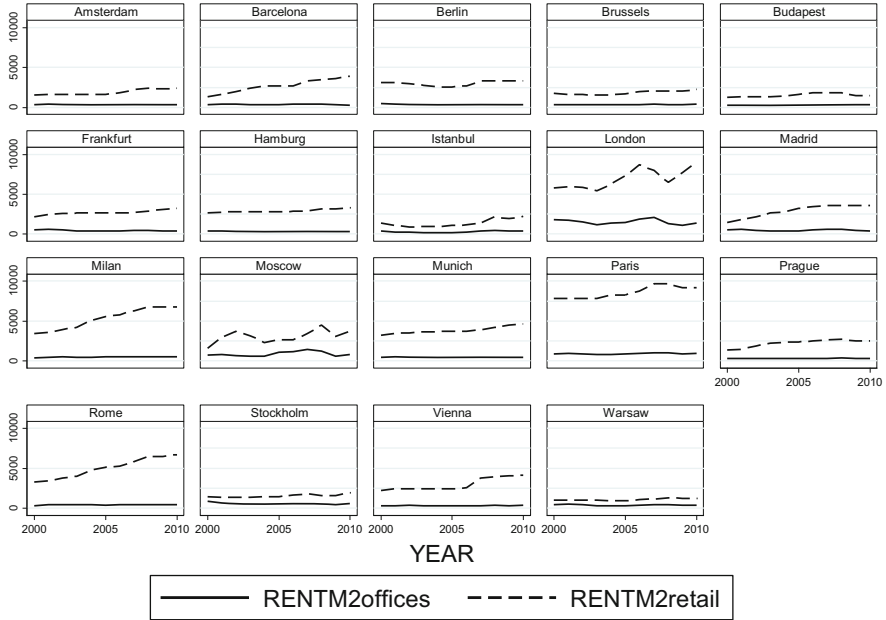 Amsterdam Barcelona Berlin Brussels Budapest
10000
5000
0
Frankfurt Hamburg Istanbul London Madrid
10000
5000
0
Milan Moscow Munich Paris Prague
10000
5000
0
2000 2005 2010
Rome Stockholm Vienna Warsaw
10000
5000
0
2000 2005 2010 2000 2005 2010 2000 2005 2010 2000 2005 2010
YEAR
RENTM2offices RENTM2retail